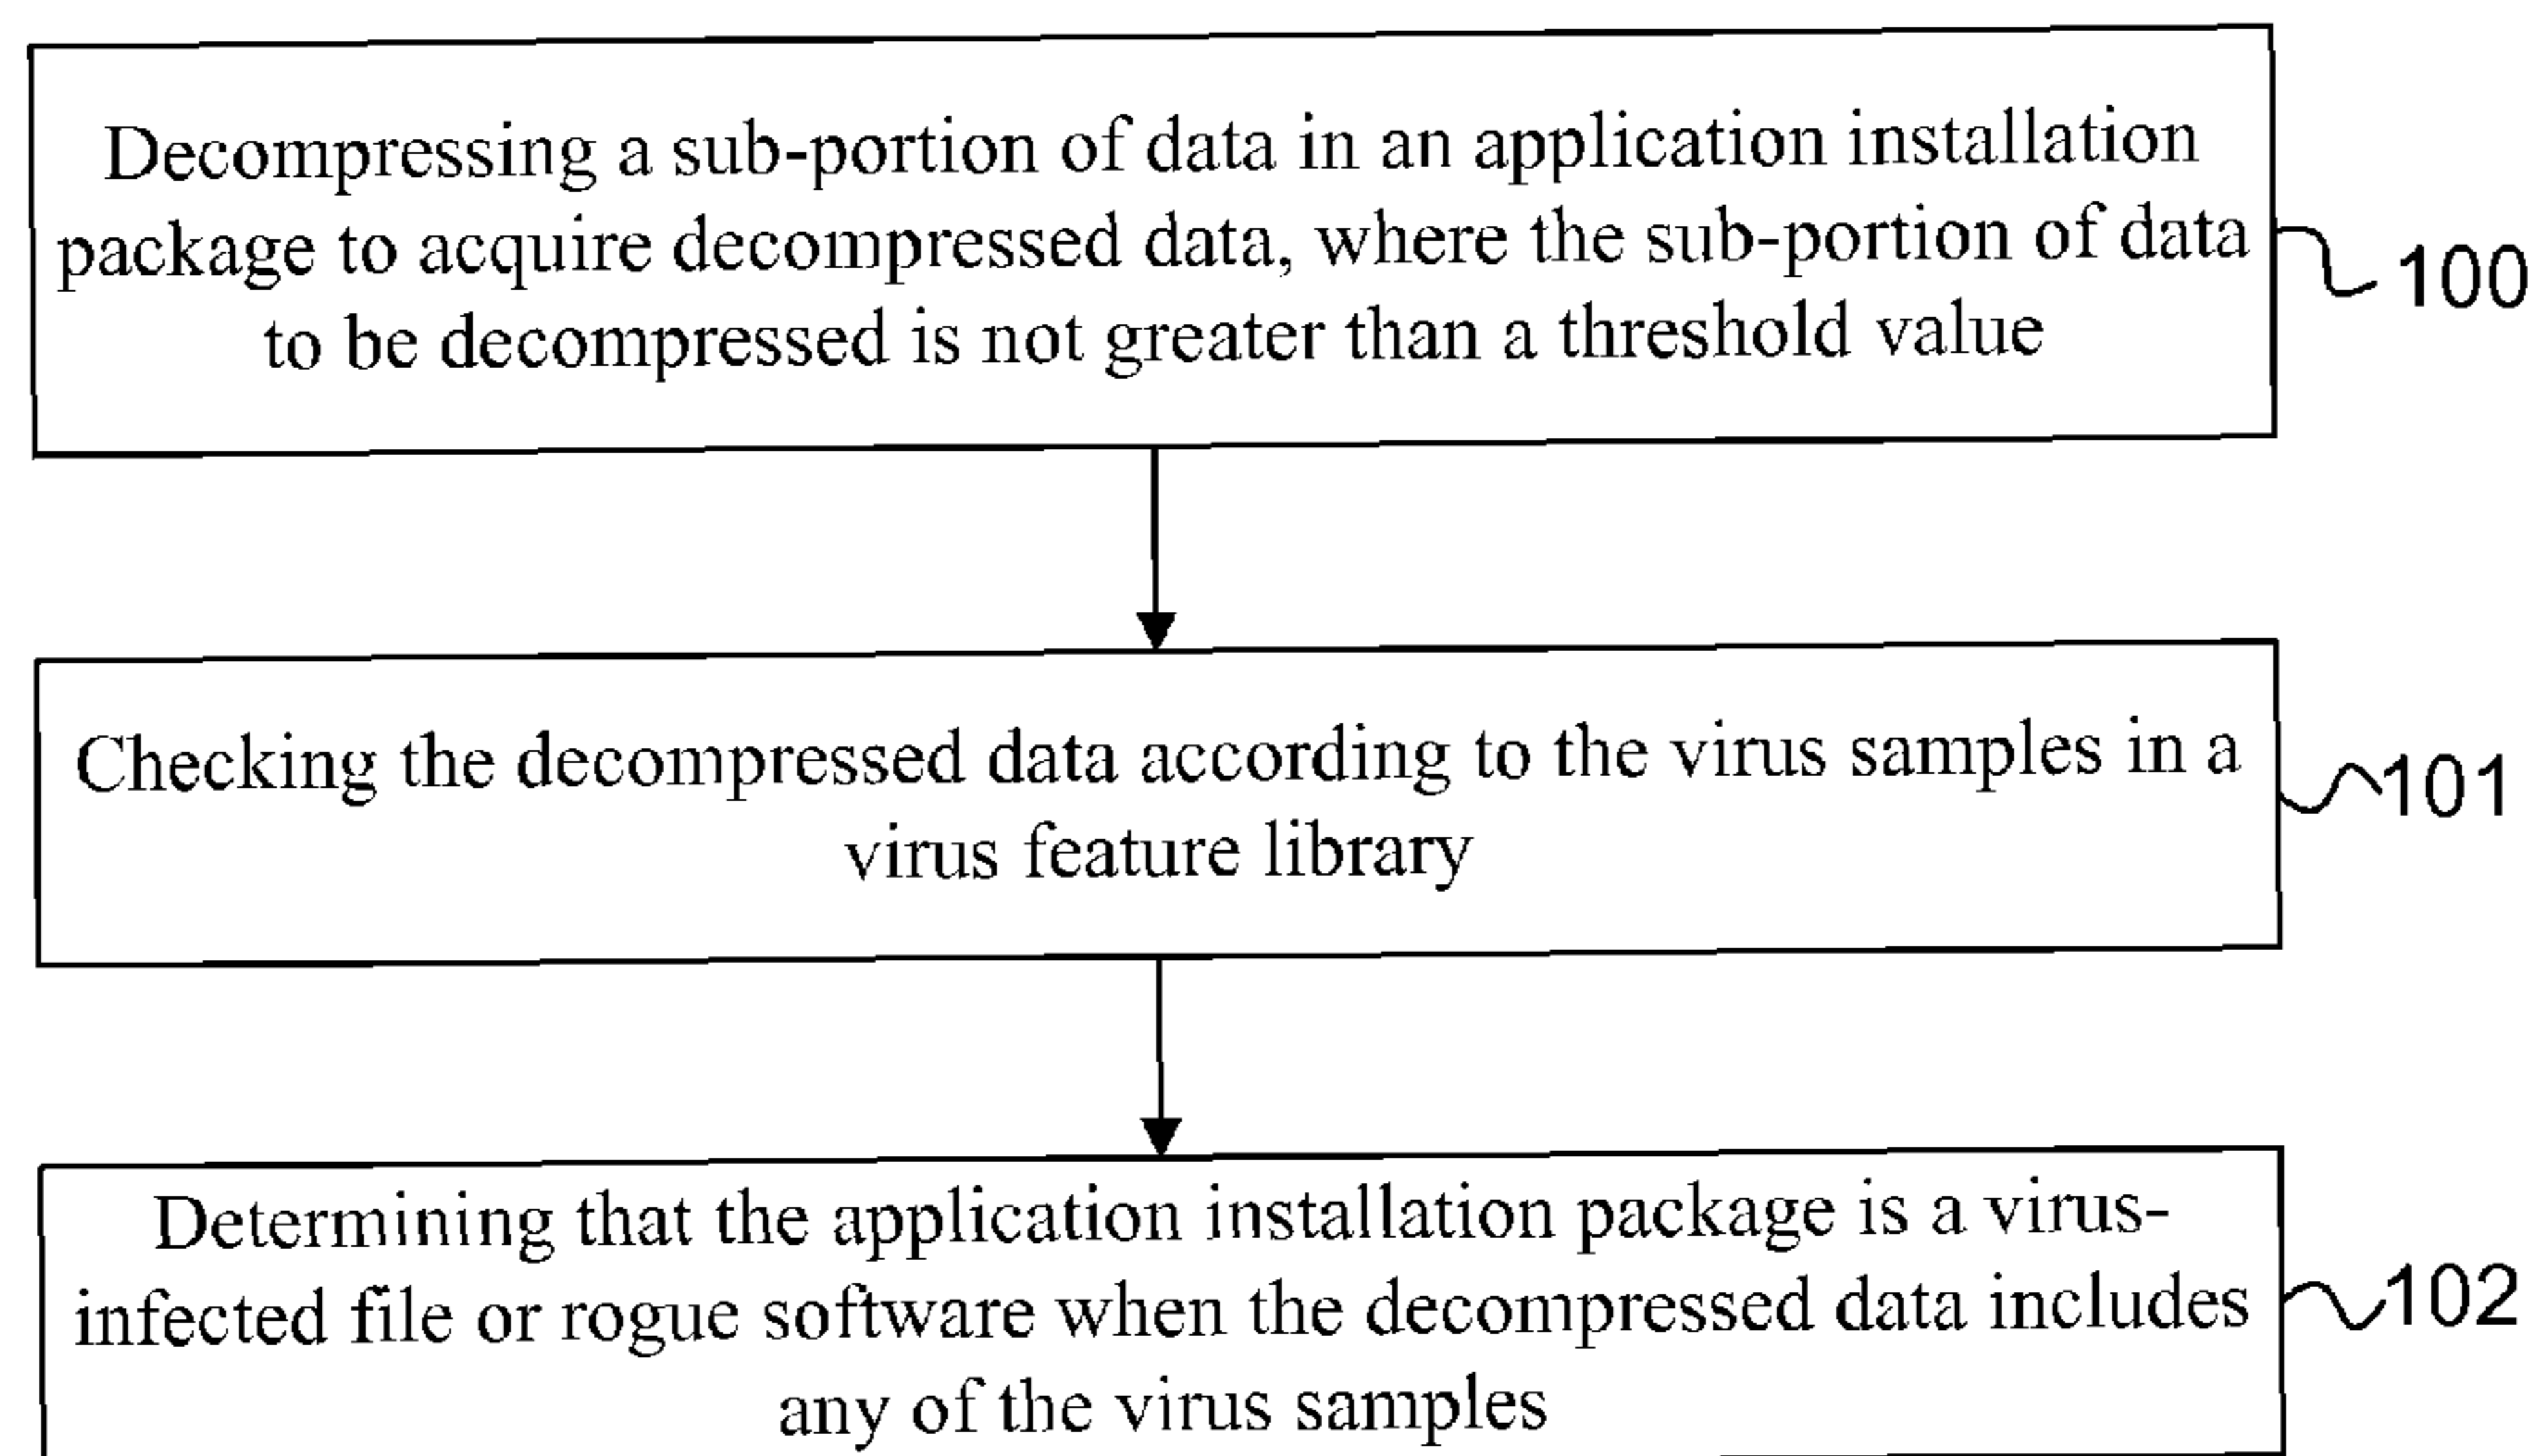 Decompressing a sub-portion of data in an application installation
package to acquire decompressed data, where the sub-portion of data
to be decompressed is not greater than a threshold value
100
Checking the decompressed data according to the virus samples in a
virus feature library
101
Determining that the application installation package is a virus-
infected file or rogue software when the decompressed data includes
any of the virus samples
102